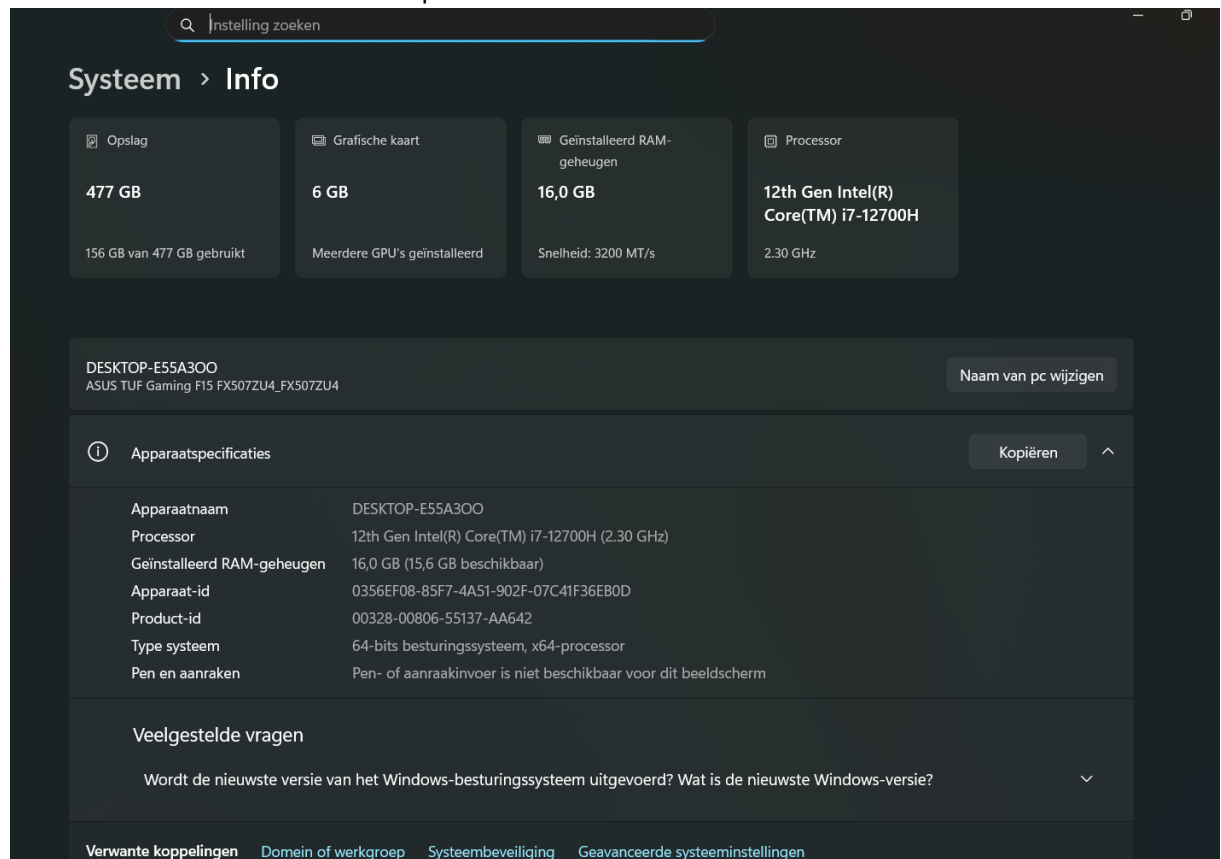 Instelling zoeken
Systeem > Info
Opslag
477 GB
156 GB van 477 GB gebruikt
Grafische kaart
6 GB
Meerdere GPU's geïnstalleerd
Geïnstalleerd RAM-
geheugen
16,0 GB
Snelheid: 3200 MT/s
Processor
12th Gen Intel(R)
Core(TM) i7-12700H
2.30 GHz
DESKTOP-E55A3OO
ASUS TUF Gaming F15 FX507ZU4_FX507ZU4
Naam van pc wijzigen
Apparaatspecificaties
Kopiëren
Apparaatnaam DESKTOP-E55A3OO
Processor 12th Gen Intel(R) Core(TM) i7-12700H (2.30 GHz)
Geïnstalleerd RAM-geheugen 16,0 GB (15,6 GB beschikbaar)
Apparaat-id 0356EF08-85F7-4A51-902F-07C41F36EB0D
Product-id 00328-00806-55137-AA642
Type systeem 64-bits besturingssysteem, x64-processor
Pen en aanraken Pen- of aanraakinvoer is niet beschikbaar voor dit beeldscherm
Veelgestelde vragen
Wordt de nieuwste versie van het Windows-besturingssysteem uitgevoerd? Wat is de nieuwste Windows-versie?
Verwante koppelingen Domein of werkgroep Systeembeveiliging Geavanceerde systeeminstellingen